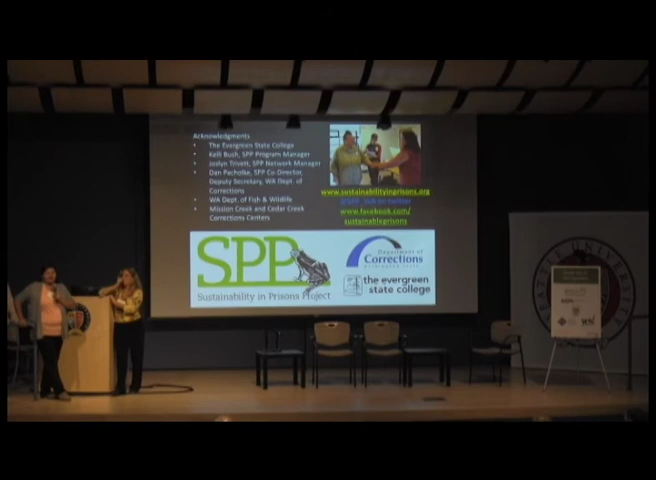 Acknowledgments
• The Evergreen State College
• Kelli Bush, SPP Program Manager
• Joslyn Trivett, SPP Network Manager
• Dan Pacholke, SPP Co-Director,
Deputy Secretary, WA Dept. of
Corrections
• WA Dept. of Fish & Wildlife
• Mission Creek and Cedar Creek
Corrections Centers
www.sustainabilityinprisons.org
www.facebook.com/
sustainableprisons
SPP
Sustainability in Prisons Project
Department of
Corrections
the evergreen
state college
SEATTLE UNIVERSITY